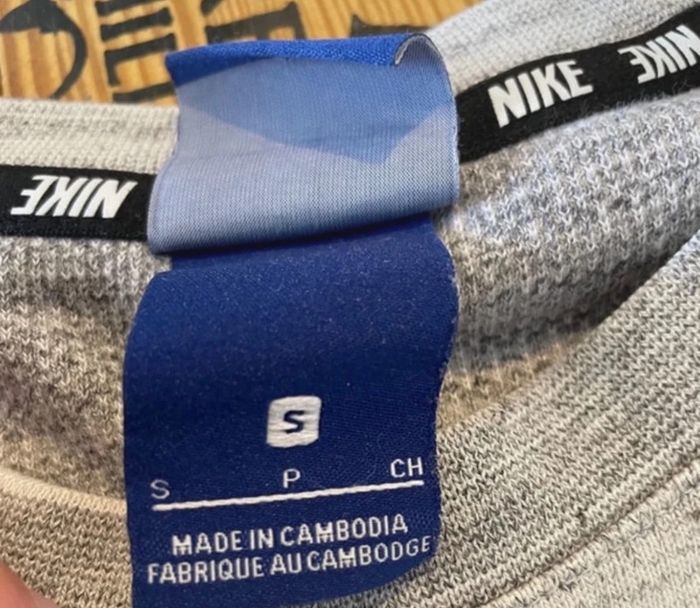 NIKE
NIKE
NIKE
S
S P CH
MADE IN CAMBODIA
FABRIQUE AU CAMBODGE